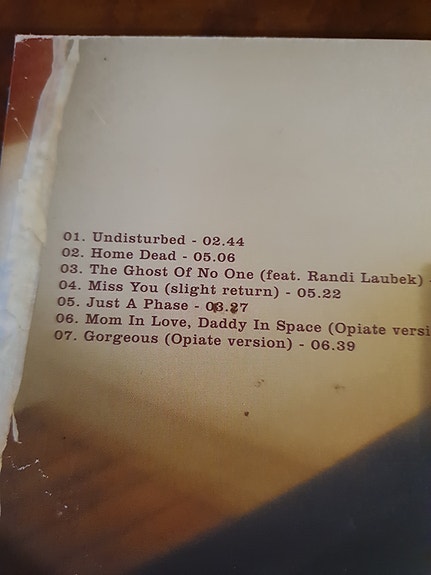 01. Undisturbed - 02.44
02. Home Dead - 05.06
03. The Ghost Of No One (feat. Randi Laubek) -
04. Miss You (slight return) - 05.22
05. Just A Phase - 03.27
06. Mom In Love, Daddy In Space (Opiate versi
07. Gorgeous (Opiate version) - 06.39